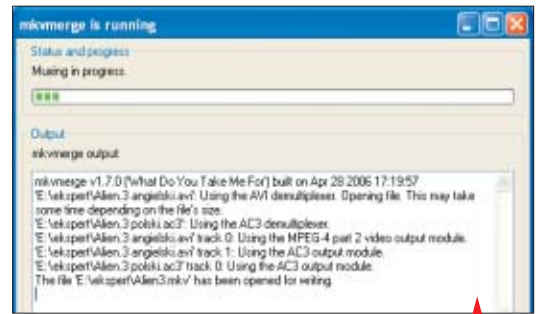 mkvmerge is running
Status and progress
Muxing in progress.
Output
mkvmerge output
mkvmerge v1.7.0 ('What Do You Take Me For') built on Apr 28 2006 17:19:57
'E:\ekspert\Alien.3 angielski.avi': Using the AVI demultiplexer. Opening file. This may take
some time depending on the file's size.
'E:\ekspert\Alien.3 polski.ac3': Using the AC3 demultiplexer.
'E:\ekspert\Alien.3 angielski.avi' track 0: Using the MPEG-4 part 2 video output module.
'E:\ekspert\Alien.3 angielski.avi' track 1: Using the AC3 output module.
'E:\ekspert\Alien.3 polski.ac3' track 0: Using the AC3 output module.
The file 'E:\ekspert\Alien3.mkv' has been opened for writing.